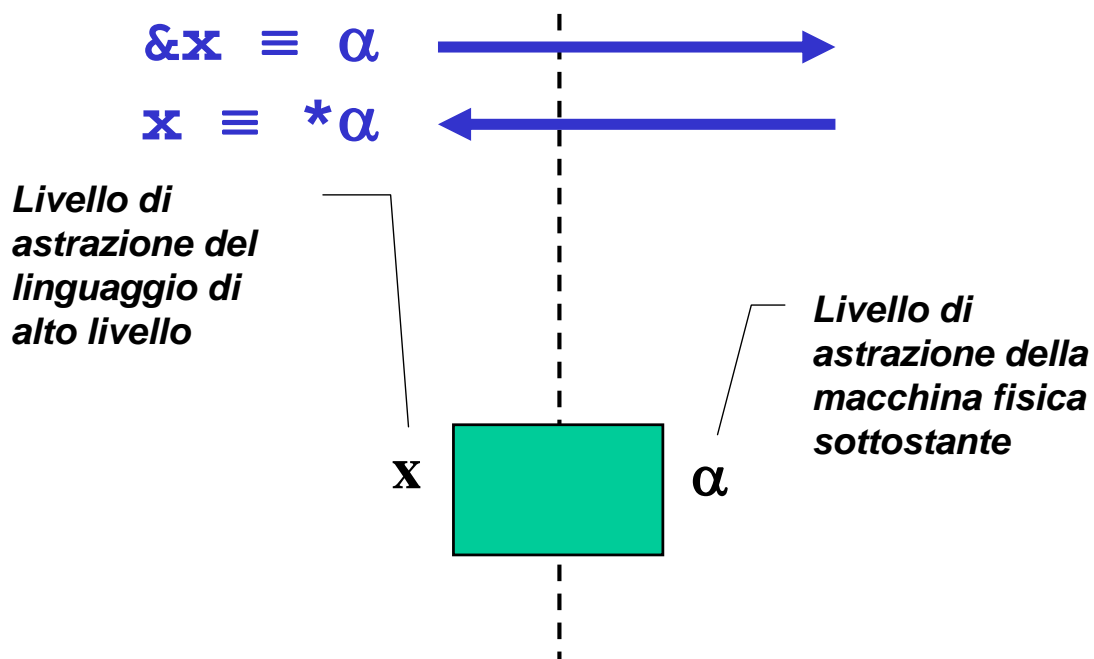 &x ≡ α
x ≡ *α
Livello di
astrazione del
linguaggio di
alto livello
Livello di
astrazione della
macchina fisica
sottostante
x
α